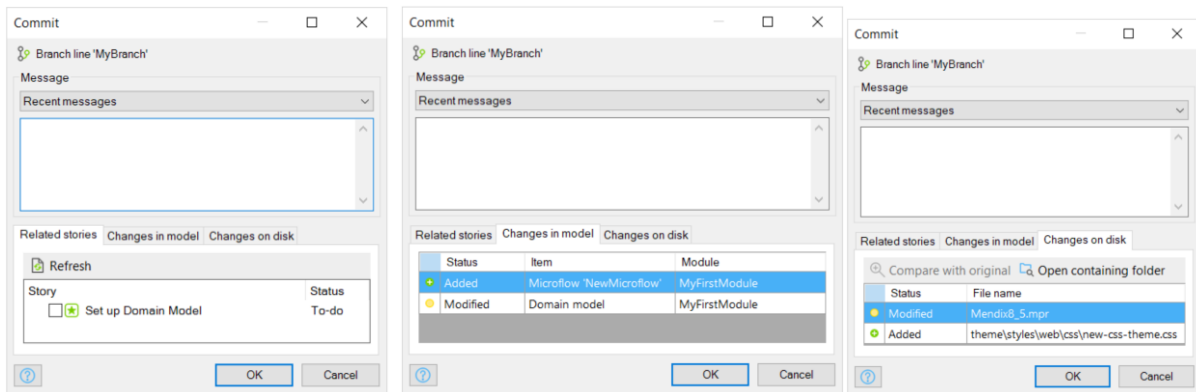 Commit
Branch line 'MyBranch'
Message
Recent messages
Related stories Changes in model Changes on disk
Refresh
Story Status
Set up Domain Model To-do
OK Cancel
Commit
Branch line 'MyBranch'
Message
Recent messages
Related stories Changes in model Changes on disk
Status Item Module
Added Microflow 'NewMicroflow' MyFirstModule
Modified Domain model MyFirstModule
OK Cancel
Commit
Branch line 'MyBranch'
Message
Recent messages
Related stories Changes in model Changes on disk
Compare with original Open containing folder
Status File name
Modified Mendix8_5.mpr
Added theme\styles\web\css\new-css-theme.css
OK Cancel